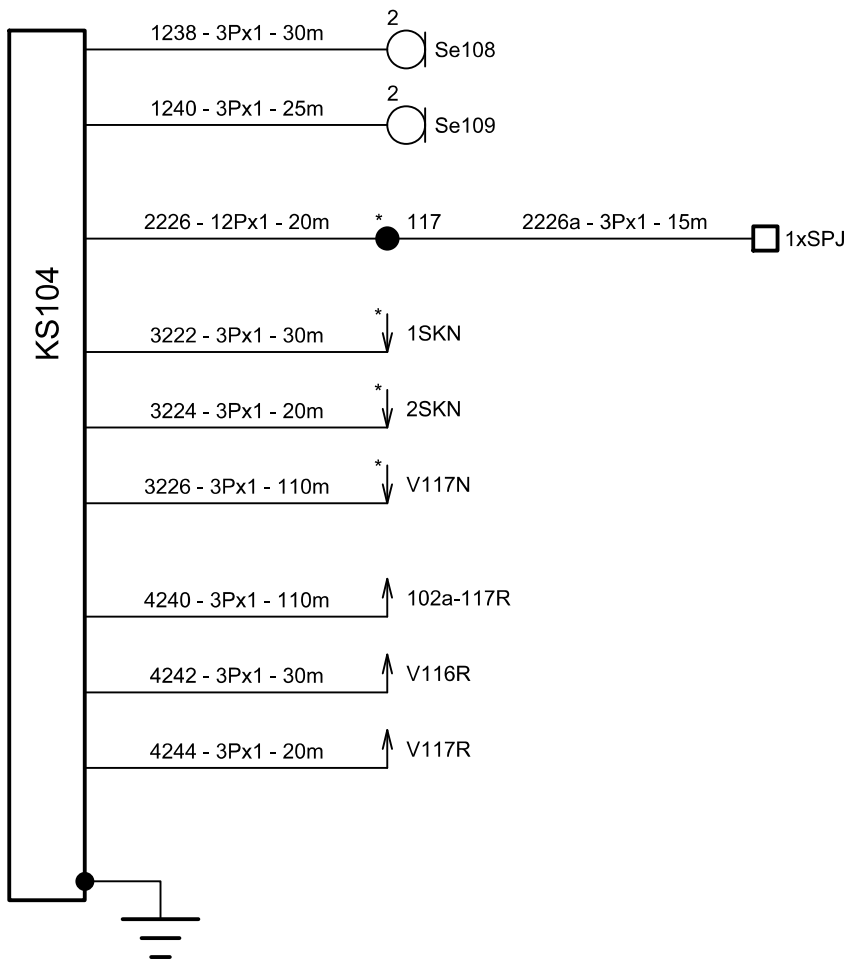 2
1238 - 3Px1 - 30m
Se108
2
1240 - 3Px1 - 25m
Se109
2226 - 12Px1 - 20m
* 117
2226a - 3Px1 - 15m
1xSPJ
KS104
*
3222 - 3Px1 - 30m
1SKN
*
3224 - 3Px1 - 20m
2SKN
*
3226 - 3Px1 - 110m
V117N
4240 - 3Px1 - 110m
102a-117R
4242 - 3Px1 - 30m
V116R
4244 - 3Px1 - 20m
V117R